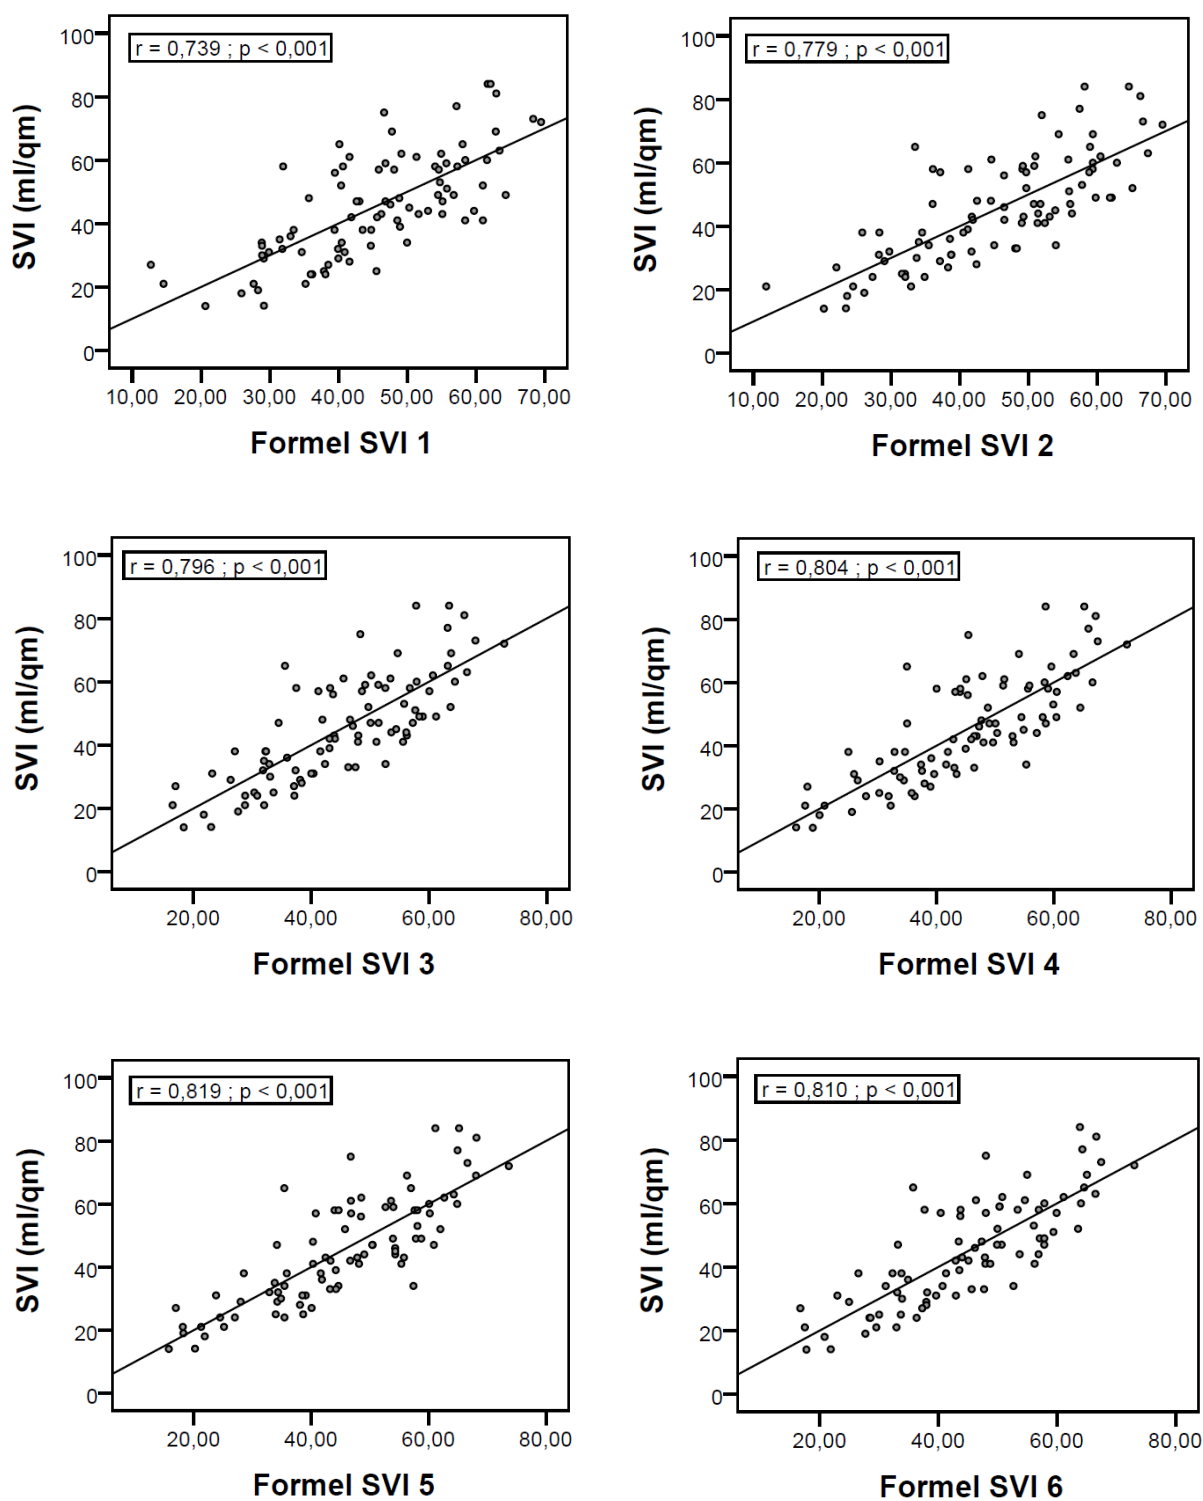 r = 0,739 ; p < 0,001
SVI (ml/qm)
100
80
60
40
20
0
10,00 20,00 30,00 40,00 50,00 60,00 70,00
Formel SVI 1
r = 0,779 ; p < 0,001
SVI (ml/qm)
100
80
60
40
20
0
10,00 20,00 30,00 40,00 50,00 60,00 70,00
Formel SVI 2
r = 0,796 ; p < 0,001
SVI (ml/qm)
100
80
60
40
20
0
20,00 40,00 60,00 80,00
Formel SVI 3
r = 0,804 ; p < 0,001
SVI (ml/qm)
100
80
60
40
20
0
20,00 40,00 60,00 80,00
Formel SVI 4
r = 0,819 ; p < 0,001
SVI (ml/qm)
100
80
60
40
20
0
20,00 40,00 60,00 80,00
Formel SVI 5
r = 0,810 ; p < 0,001
SVI (ml/qm)
100
80
60
40
20
0
20,00 40,00 60,00 80,00
Formel SVI 6